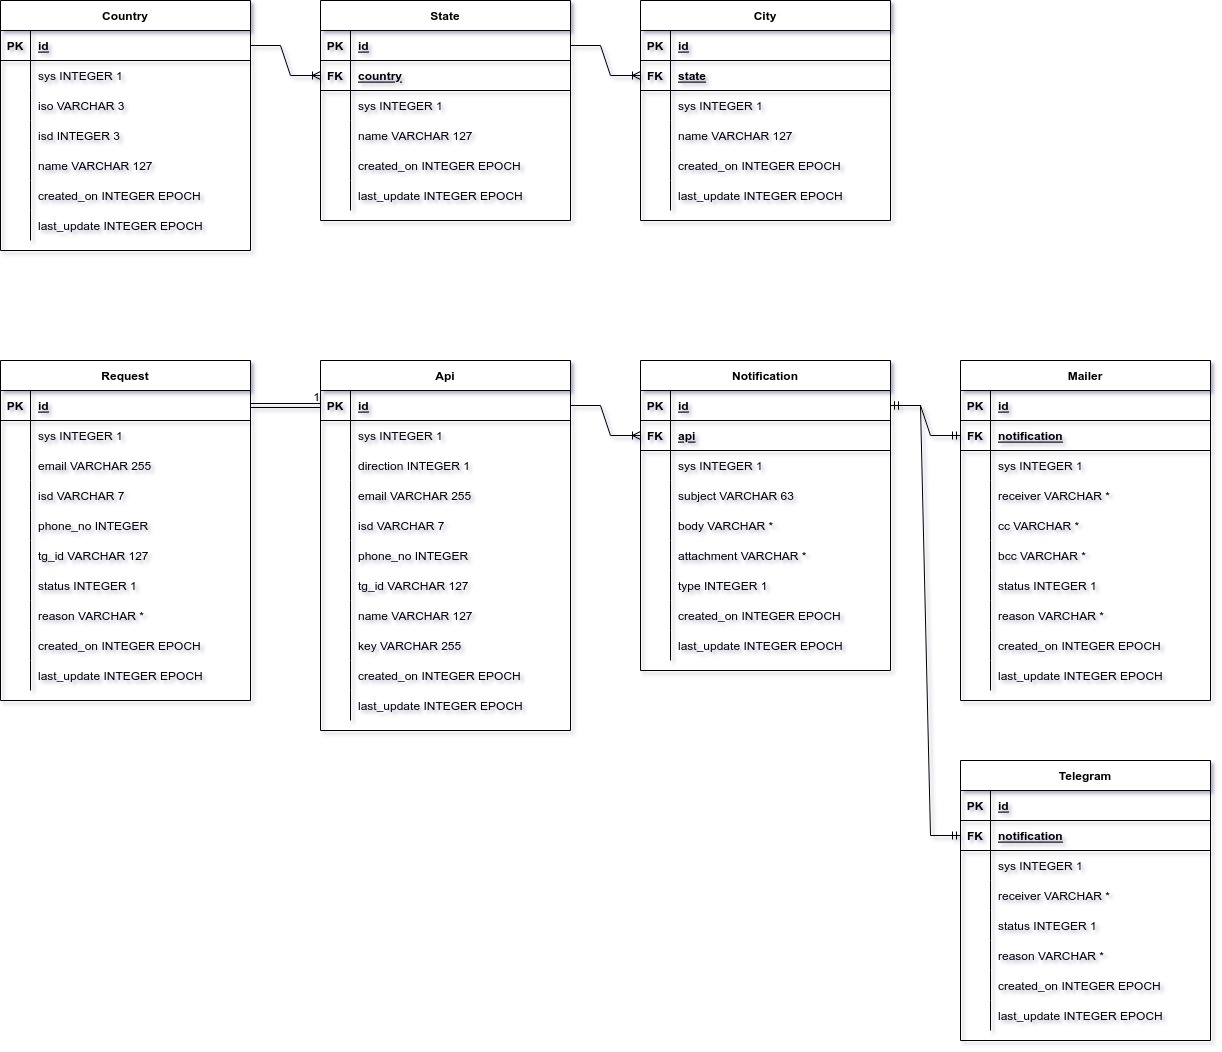 Country
PK id
sys INTEGER 1
iso VARCHAR 3
isd INTEGER 3
name VARCHAR 127
created_on INTEGER EPOCH
last_update INTEGER EPOCH
State
PK id
FK country
sys INTEGER 1
name VARCHAR 127
created_on INTEGER EPOCH
last_update INTEGER EPOCH
City
PK id
FK state
sys INTEGER 1
name VARCHAR 127
created_on INTEGER EPOCH
last_update INTEGER EPOCH
Request
PK id
sys INTEGER 1
email VARCHAR 255
isd VARCHAR 7
phone_no INTEGER
tg_id VARCHAR 127
status INTEGER 1
reason VARCHAR *
created_on INTEGER EPOCH
last_update INTEGER EPOCH
1
Api
PK id
sys INTEGER 1
direction INTEGER 1
email VARCHAR 255
isd VARCHAR 7
phone_no INTEGER
tg_id VARCHAR 127
name VARCHAR 127
key VARCHAR 255
created_on INTEGER EPOCH
last_update INTEGER EPOCH
Notification
PK id
FK api
sys INTEGER 1
subject VARCHAR 63
body VARCHAR *
attachment VARCHAR *
type INTEGER 1
created_on INTEGER EPOCH
last_update INTEGER EPOCH
Mailer
PK id
FK notification
sys INTEGER 1
receiver VARCHAR *
cc VARCHAR *
bcc VARCHAR *
status INTEGER 1
reason VARCHAR *
created_on INTEGER EPOCH
last_update INTEGER EPOCH
Telegram
PK id
FK notification
sys INTEGER 1
receiver VARCHAR *
status INTEGER 1
reason VARCHAR *
created_on INTEGER EPOCH
last_update INTEGER EPOCH